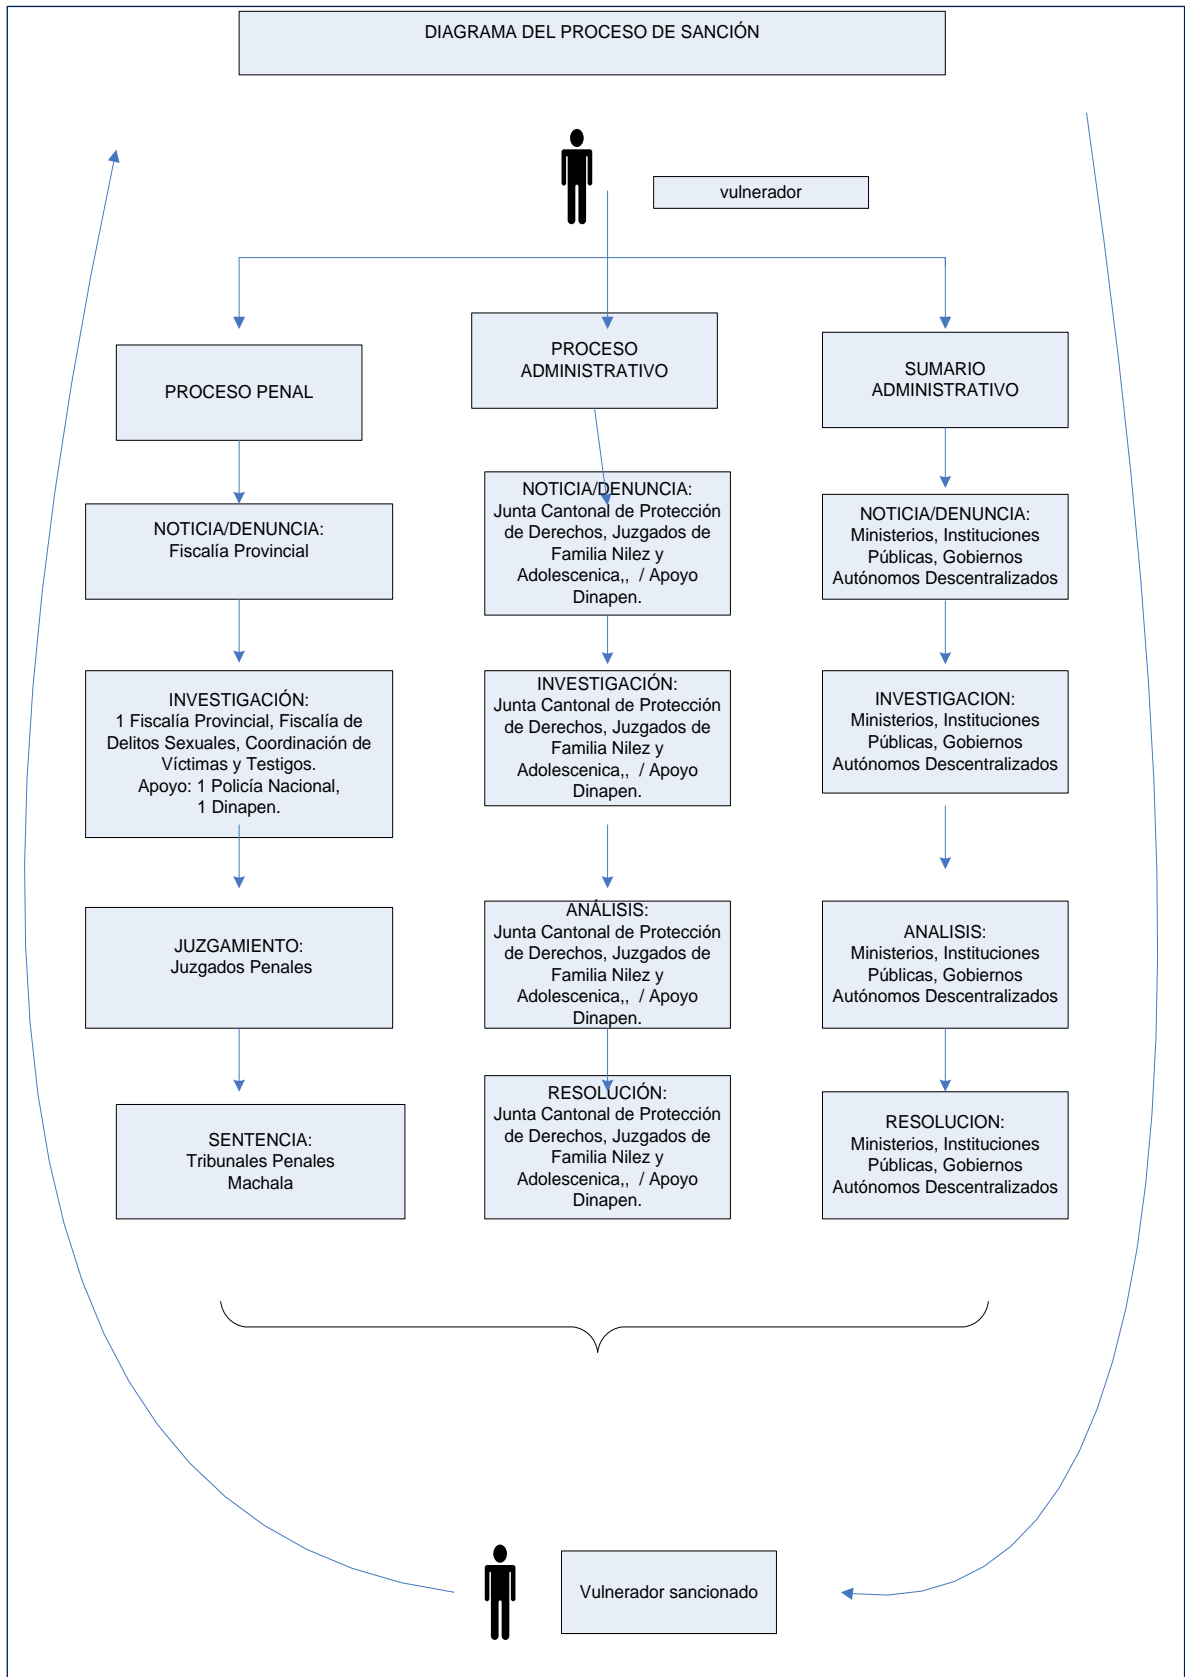 DIAGRAMA DEL PROCESO DE SANCIÓN
vulnerador
PROCESO PENAL
NOTICIA/DENUNCIA:
Fiscalía Provincial
INVESTIGACIÓN:
1 Fiscalía Provincial, Fiscalía de
Delitos Sexuales, Coordinación de
Víctimas y Testigos.
Apoyo: 1 Policía Nacional,
1 Dinapen.
JUZGAMIENTO:
Juzgados Penales
SENTENCIA:
Tribunales Penales
Machala
PROCESO
ADMINISTRATIVO
NOTICIA/DENUNCIA:
Junta Cantonal de Protección
de Derechos, Juzgados de
Familia Nilez y
Adolescenica,, / Apoyo
Dinapen.
INVESTIGACIÓN:
Junta Cantonal de Protección
de Derechos, Juzgados de
Familia Nilez y
Adolescenica,, / Apoyo
Dinapen.
ANÁLISIS:
Junta Cantonal de Protección
de Derechos, Juzgados de
Familia Nilez y
Adolescenica,, / Apoyo
Dinapen.
RESOLUCIÓN:
Junta Cantonal de Protección
de Derechos, Juzgados de
Familia Nilez y
Adolescenica,, / Apoyo
Dinapen.
SUMARIO
ADMINISTRATIVO
NOTICIA/DENUNCIA:
Ministerios, Instituciones
Públicas, Gobiernos
Autónomos Descentralizados
INVESTIGACION:
Ministerios, Instituciones
Públicas, Gobiernos
Autónomos Descentralizados
ANALISIS:
Ministerios, Instituciones
Públicas, Gobiernos
Autónomos Descentralizados
RESOLUCION:
Ministerios, Instituciones
Públicas, Gobiernos
Autónomos Descentralizados
Vulnerador sancionado